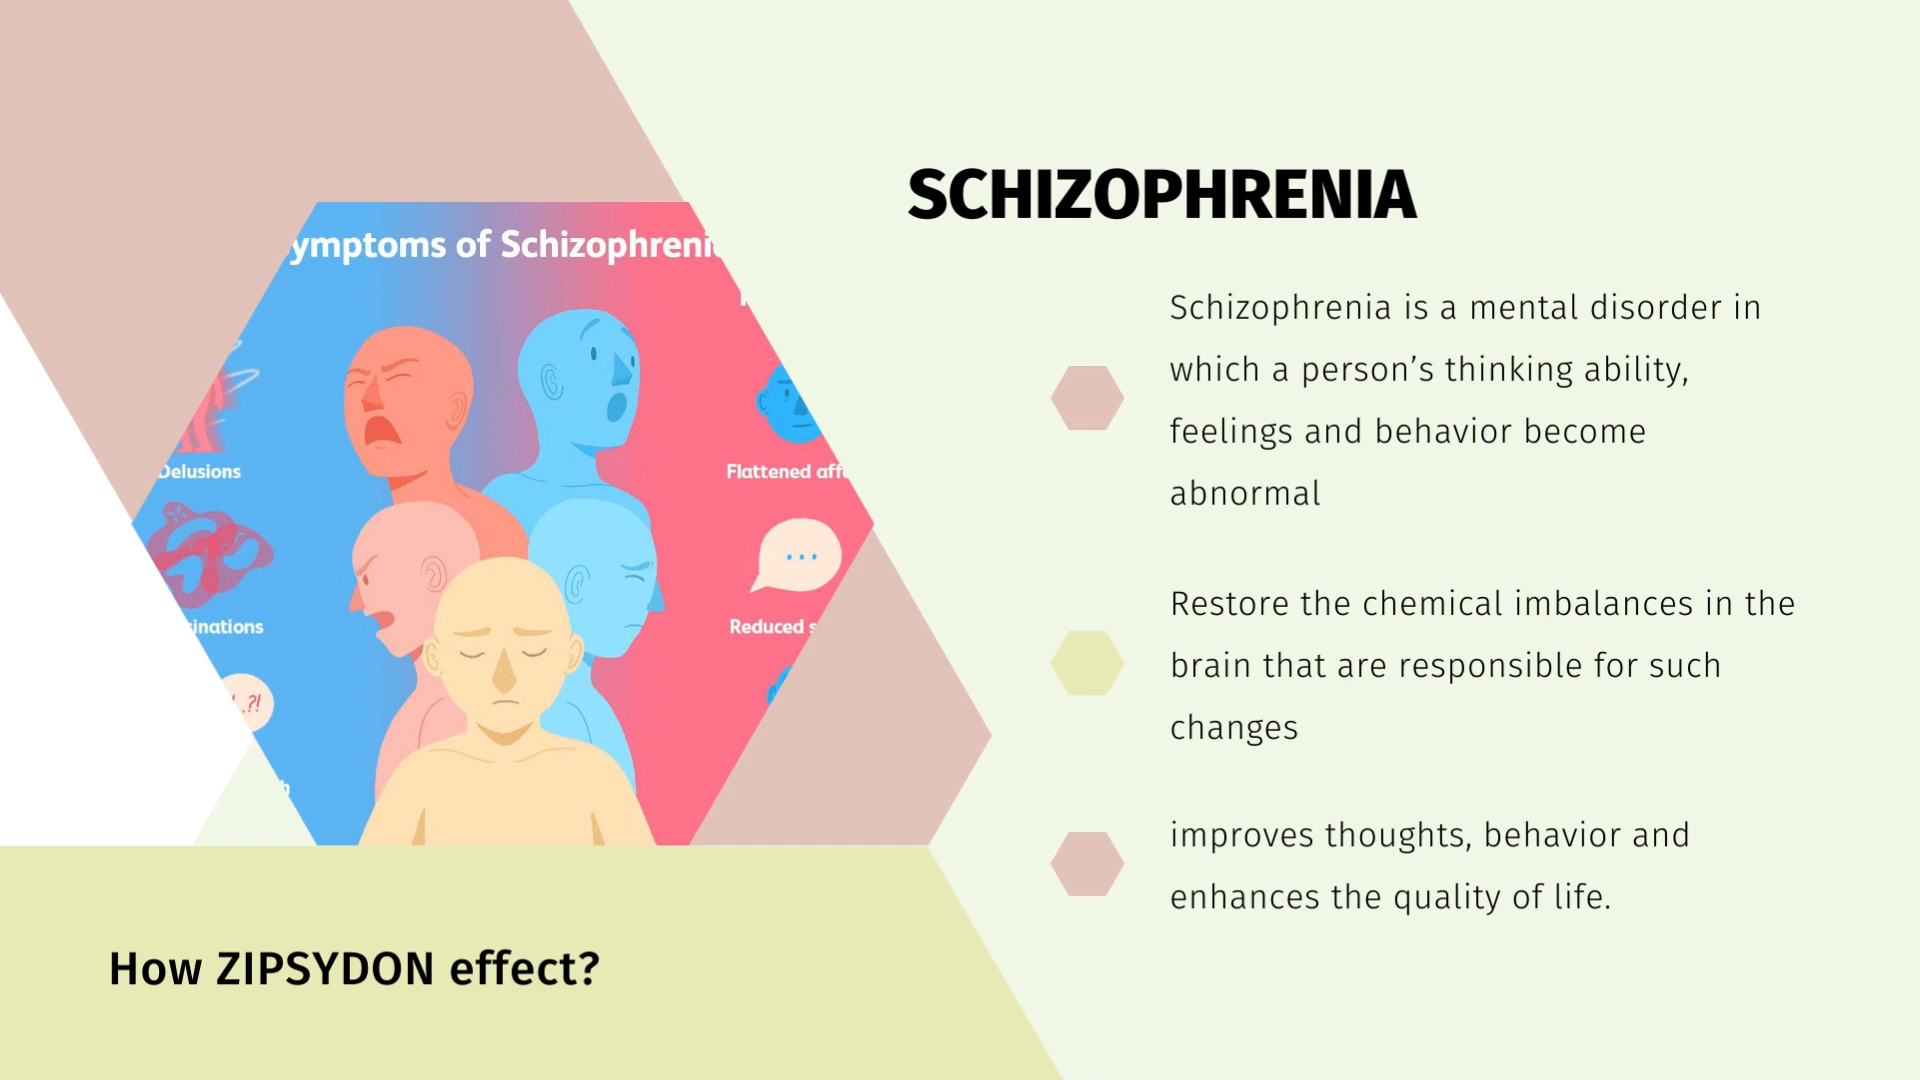 SCHIZOPHRENIA
Schizophrenia is a mental disorder in
which a person’s thinking ability,
feelings and behavior become
abnormal
Restore the chemical imbalances in the
brain that are responsible for such
changes
improves thoughts, behavior and
enhances the quality of life.
ymptoms of Schizophreni
Delusions
Flattened aff
...
inations
Reduced s
..?!
How ZIPSYDON effect?